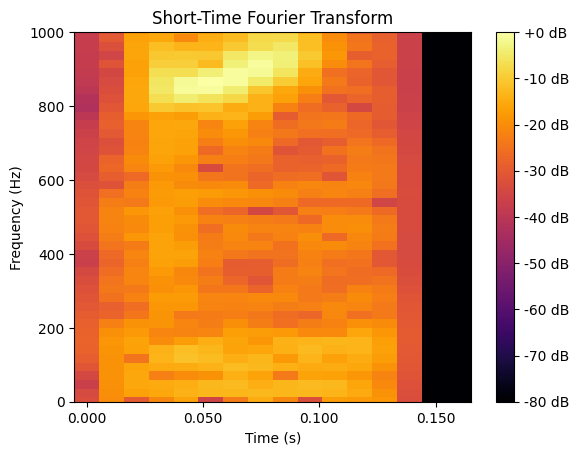 Short-Time Fourier Transform
1000
800
600
400
200
0
Frequency (Hz)
0.000
0.050
0.100
0.150
Time (s)
+0 dB
-10 dB
-20 dB
-30 dB
-40 dB
-50 dB
-60 dB
-70 dB
-80 dB